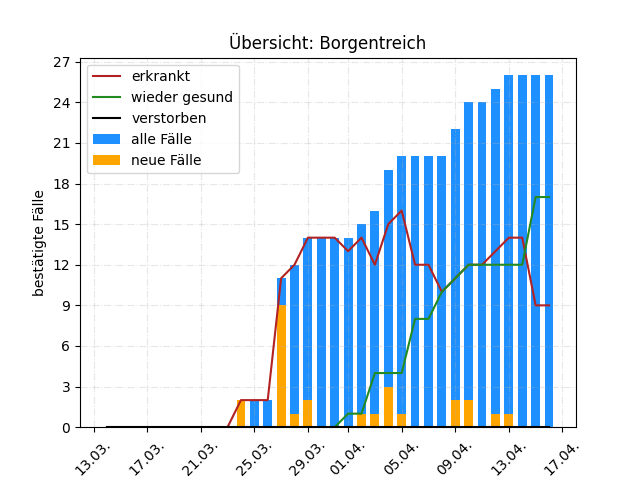 Übersicht: Borgentreich
erkrankt
wieder gesund
verstorben
alle Fälle
neue Fälle
bestätigte Fälle
27
24
21
18
15
12
9
6
3
0
13.03.
17.03.
21.03.
25.03.
29.03.
01.04.
05.04.
09.04.
13.04.
17.04.